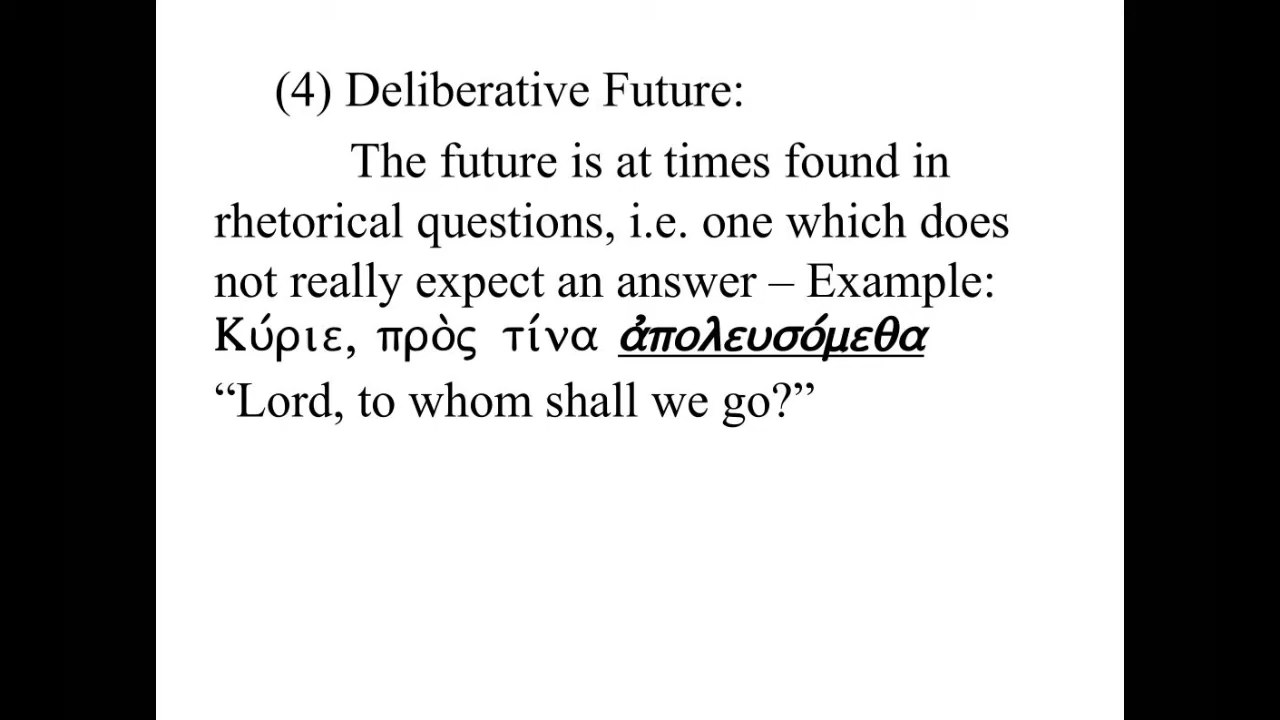 (4) Deliberative Future:
The future is at times found in
rhetorical questions, i.e. one which does
not really expect an answer – Example:
Κύριε, πρὸς τίνα ἀπολευσόμεθα
“Lord, to whom shall we go?”